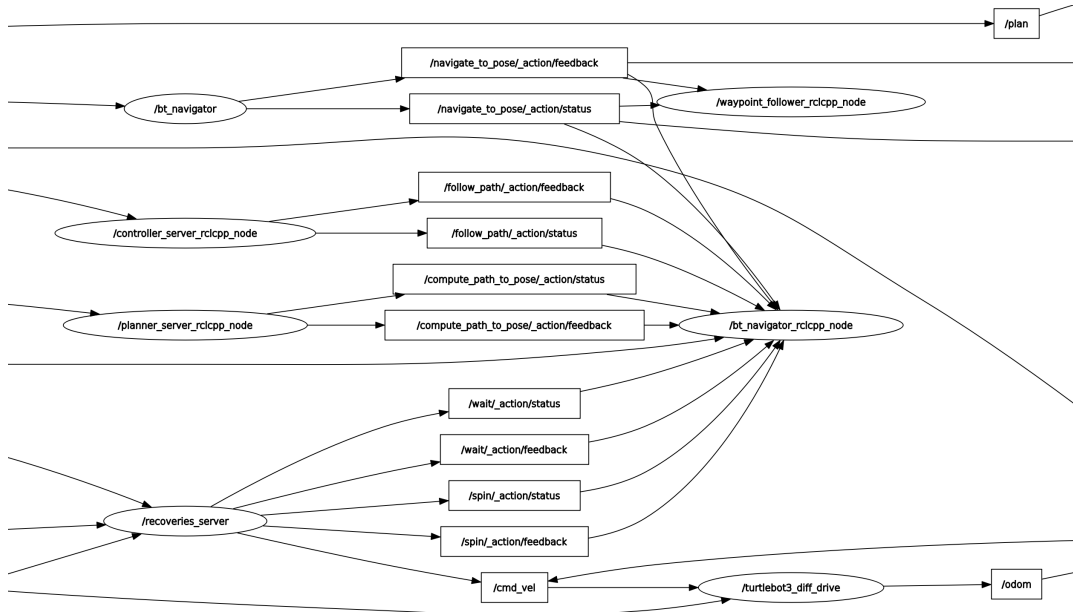 /plan
/navigate_to_pose/_action/feedback
/bt_navigator
/navigate_to_pose/_action/status
/waypoint_follower_rclcpp_node
/follow_path/_action/feedback
/controller_server_rclcpp_node
/follow_path/_action/status
/compute_path_to_pose/_action/status
/planner_server_rclcpp_node
/compute_path_to_pose/_action/feedback
/bt_navigator_rclcpp_node
/wait/_action/status
/wait/_action/feedback
/spin/_action/status
/recoveries_server
/spin/_action/feedback
/cmd_vel
/turtlebot3_diff_drive
/odom